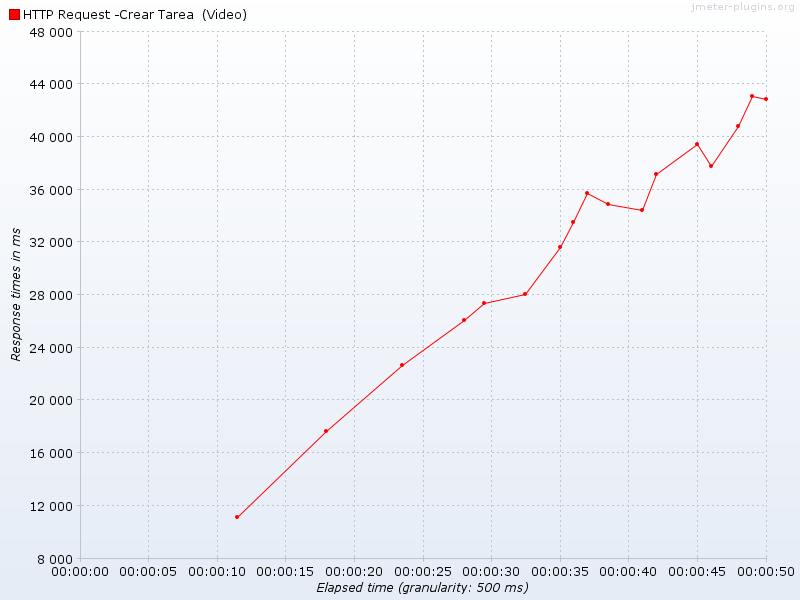 HTTP Request -Crear Tarea  (Video)
jmeter-plugins.org
48 000
44 000
40 000
36 000
32 000
28 000
24 000
20 000
16 000
12 000
8 000
Response times in ms
00:00:00 00:00:05 00:00:10 00:00:15 00:00:20 00:00:25 00:00:30 00:00:35 00:00:40 00:00:45 00:00:50
Elapsed time (granularity: 500 ms)